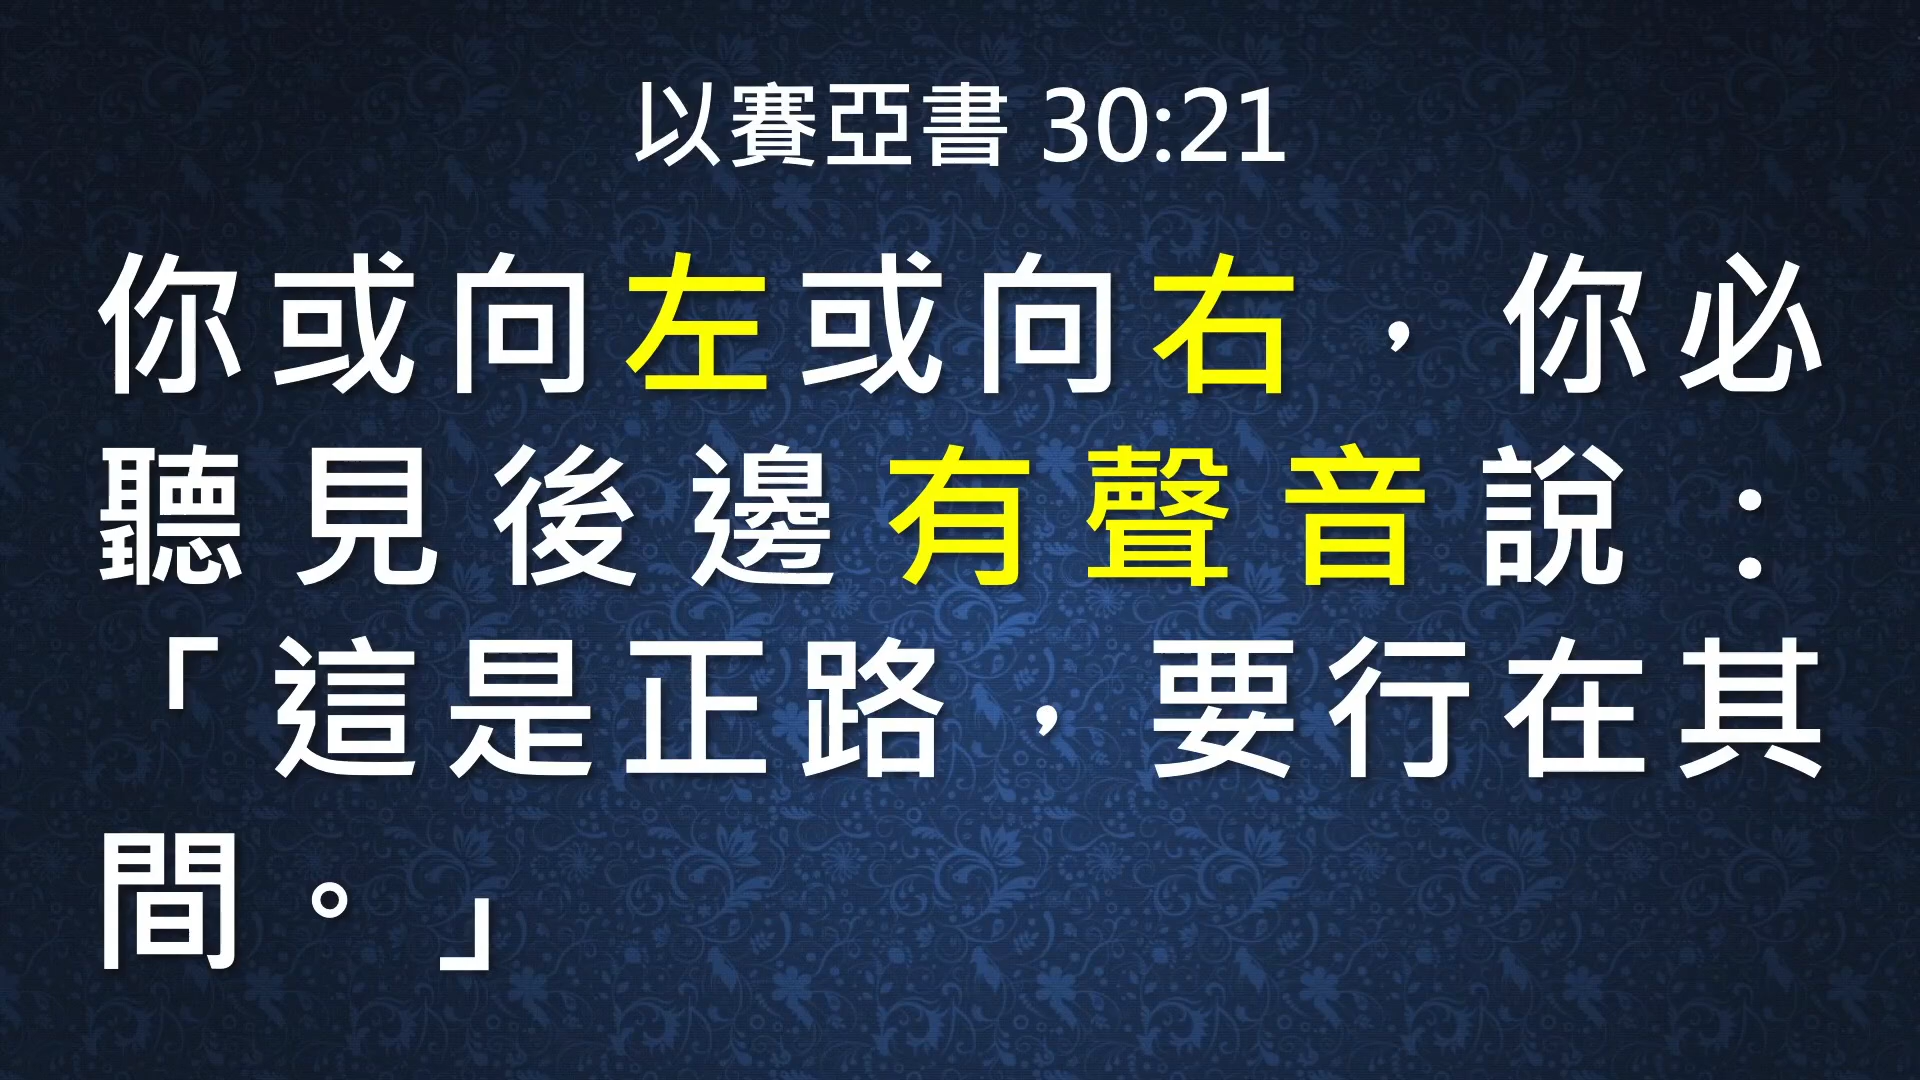 以賽亞書 30:21
你或向左或向右，你必
聽見後邊有聲音說：
「這是正路，要行在其
間。」